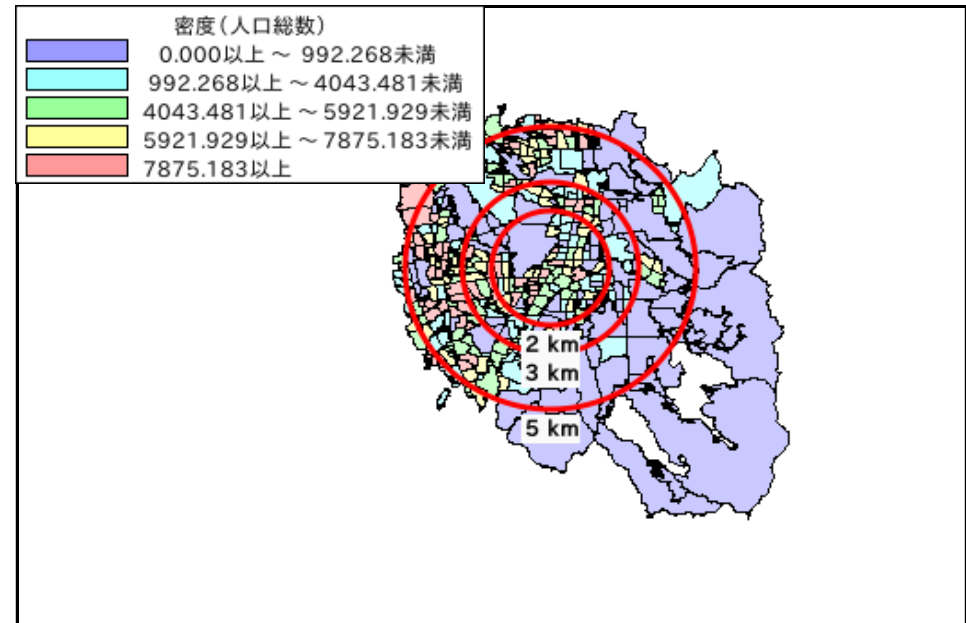 密度(人口総数)
0.000以上 ~ 992.268未満
992.268以上 ~ 4043.481未満
4043.481以上 ~ 5921.929未満
5921.929以上 ~ 7875.183未満
7875.183以上
2 km
3 km
5 km